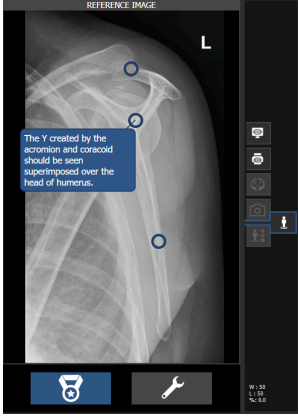 REFERENCE IMAGE
L
The Y created by the
acromion and coracoid
should be seen
superimposed over the
head of humerus.
W : 50
L : 50
%: 0.0